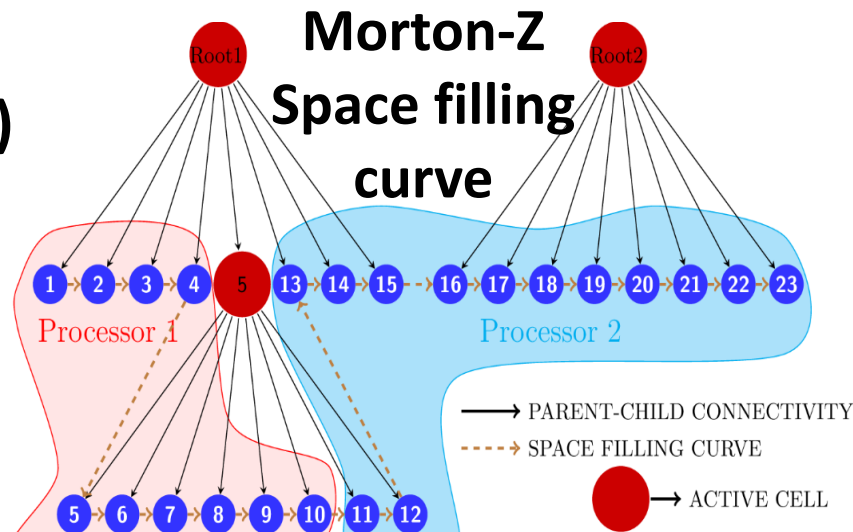 )
Morton-Z
Space filling
curve
Root1 Root2
1 2 3 4 5 13 14 15 16 17 18 19 20 21 22 23
Processor 1 Processor 2
PARENT-CHILD CONNECTIVITY
SPACE FILLING CURVE
ACTIVE CELL
5 6 7 8 9 10 11 12